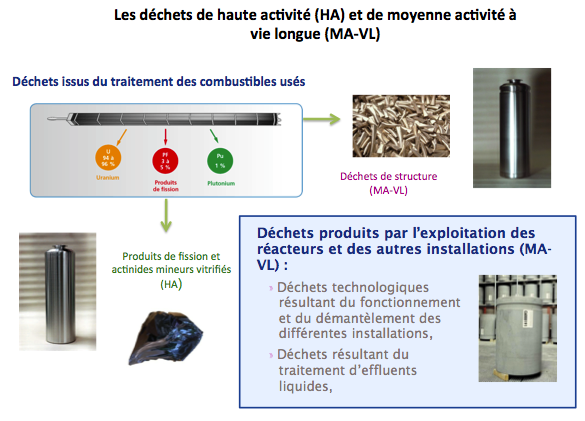 Les déchets de haute activité (HA) et de moyenne activité à
vie longue (MA-VL)
Déchets issus du traitement des combustibles usés
U
94 à
96 %
Uranium
PF
3 à
5 %
Produits
de fission
Pu
1 %
Plutonium
Déchets de structure
(MA-VL)
Produits de fission et
actinides mineurs vitrifiés
(HA)
Déchets produits par l'exploitation des
réacteurs et des autres installations (MA-
VL) :
› Déchets technologiques
résultant du fonctionnement
et du démantèlement des
différentes installations,
› Déchets résultant du
traitement d'effluents
liquides,